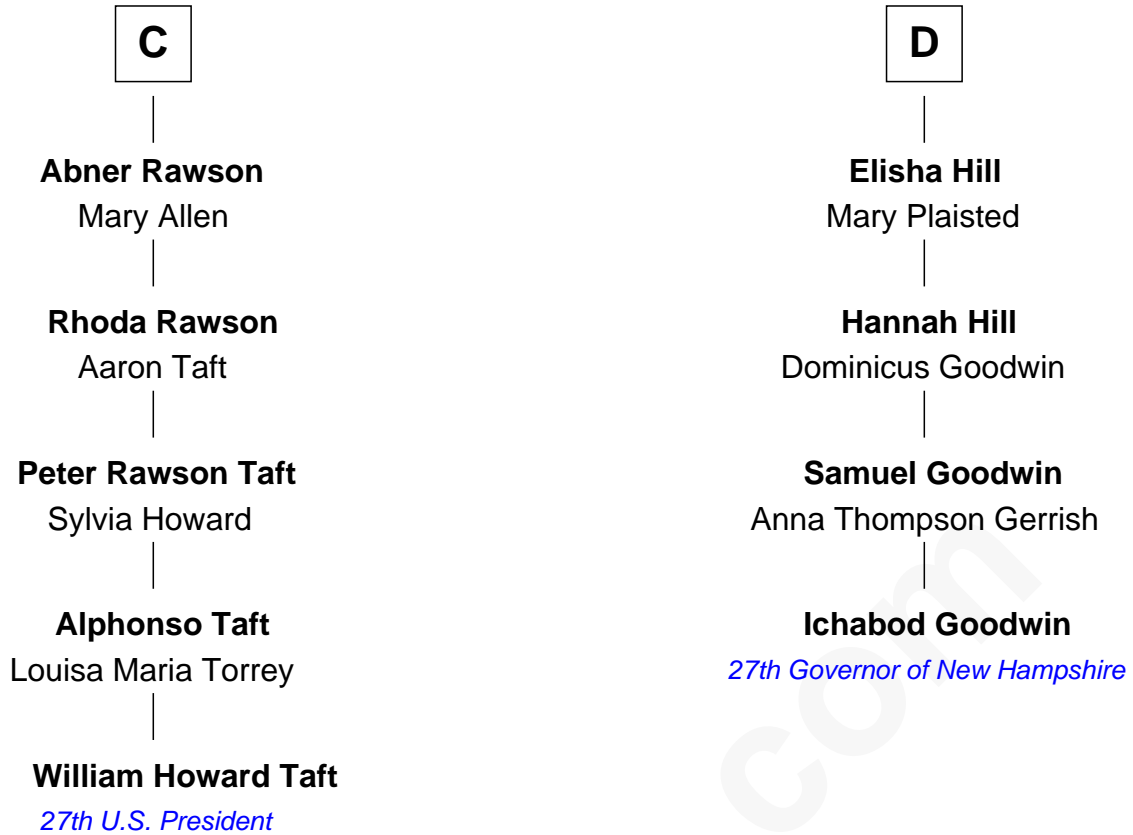 C
Abner Rawson
Mary Allen
Rhoda Rawson
Aaron Taft
Peter Rawson Taft
Sylvia Howard
Alphonso Taft
Louisa Maria Torrey
William Howard Taft
27th U.S. President
D
Elisha Hill
Mary Plaisted
Hannah Hill
Dominicus Goodwin
Samuel Goodwin
Anna Thompson Gerrish
Ichabod Goodwin
27th Governor of New Hampshire
com